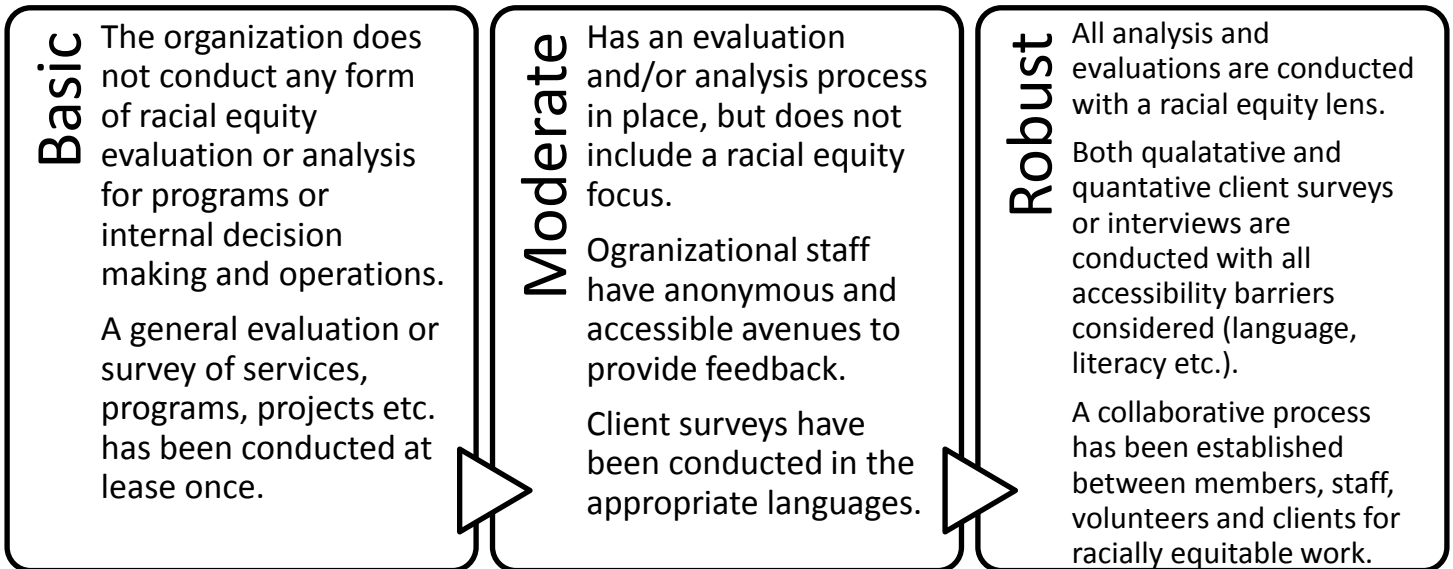 Basic
The organization does
not conduct any form
of racial equity
evaluation or analysis
for programs or
internal decision
making and operations.
A general evaluation or
survey of services,
programs, projects etc.
has been conducted at
lease once.
Moderate
Has an evaluation
and/or analysis process
in place, but does not
include a racial equity
focus.
Ogranizational staff
have anonymous and
accessible avenues to
provide feedback.
Client surveys have
been conducted in the
appropriate languages.
Robust
All analysis and
evaluations are conducted
with a racial equity lens.
Both qualatative and
quantative client surveys
or interviews are
conducted with all
accessibility barriers
considered (language,
literacy etc.).
A collaborative process
has been established
between members, staff,
volunteers and clients for
racially equitable work.